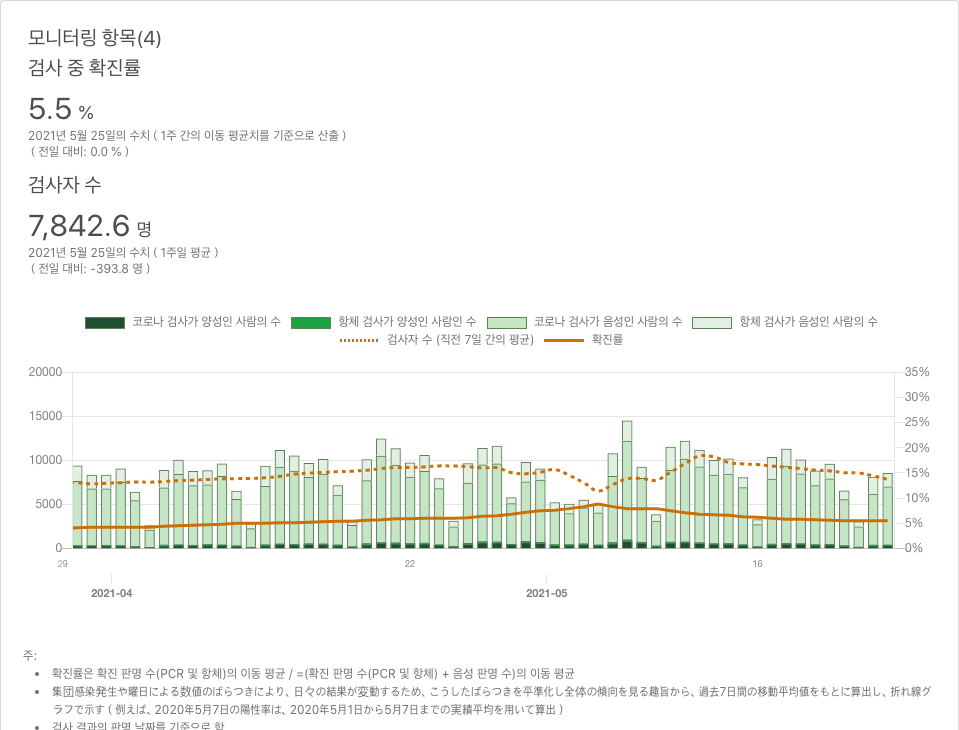 모니터링 항목(4)
검사 중 확진률
5.5 %
2021년 5월 25일의 수치 ( 1주 간의 이동 평균치를 기준으로 산출 )
( 전일 대비: 0.0 % )
검사자 수
7,842.6 명
2021년 5월 25일의 수치 ( 1주일 평균 )
( 전일 대비: -393.8 명 )
코로나 검사가 양성인 사람의 수 항체 검사가 양성인 사람인 수 코로나 검사가 음성인 사람의 수 항체 검사가 음성인 사람의 수
검사자 수 (직전 7일 간의 평균) 확진률
20000 35%
30%
15000
25%
20%
10000
15%
10%
5000
5%
0 0%
29 22 16
2021-04 2021-05
주:
• 확진률은 확진 판명 수(PCR 및 항체)의 이동 평균 / =(확진 판명 수(PCR 및 항체) + 음성 판명 수)의 이동 평균
• 集団感染発生や曜日による数値のばらつきにより、日々の結果が変動するため、こうしたばらつきを平準化し全体の傾向を見る趣旨から、過去7日間の移動平均値をもとに算出し、折れ線グ
ラフで示す ( 例えば、2020年5月7日の陽性率は、2020年5月1日から5月7日までの実績平均を用いて算出 )
• 검사 결과의 판명 날짜를 기준으로 함